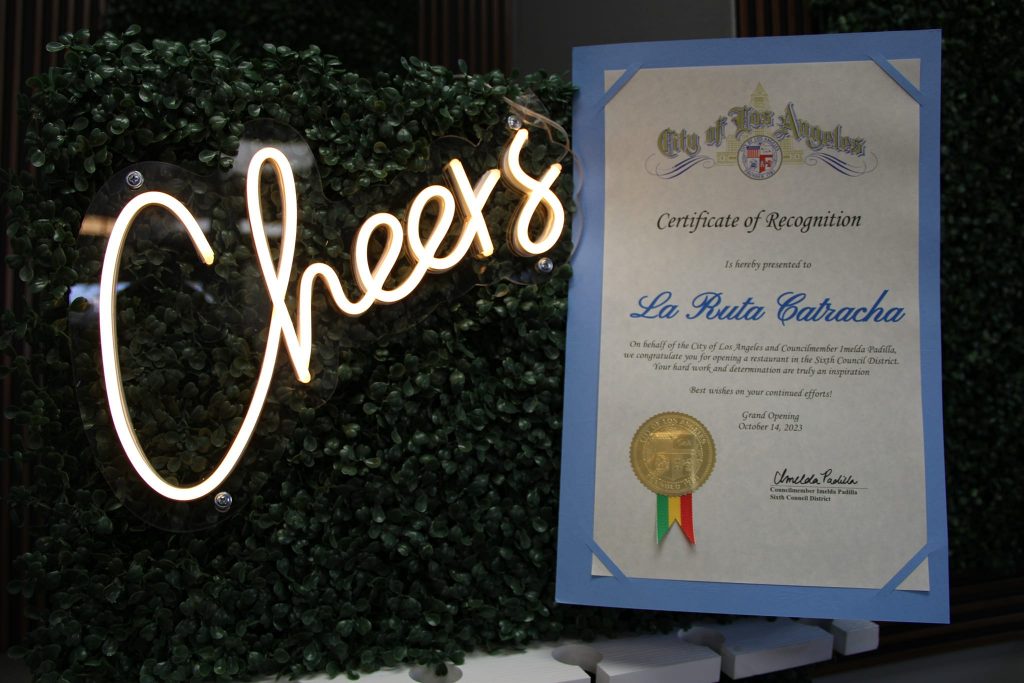 Cheers
City of Los Angeles
Certificate of Recognition
Is hereby presented to
La Ruta Catracha
On behalf of the City of Los Angeles and Councilmember Imelda Padilla,
we congratulate you for opening a restaurant in the Sixth Council District.
Your hard work and determination are truly an inspiration
Best wishes on your continued efforts!
Grand Opening
October 14, 2023
Imelda Padilla
Councilmember Imelda Padilla
Sixth Council District